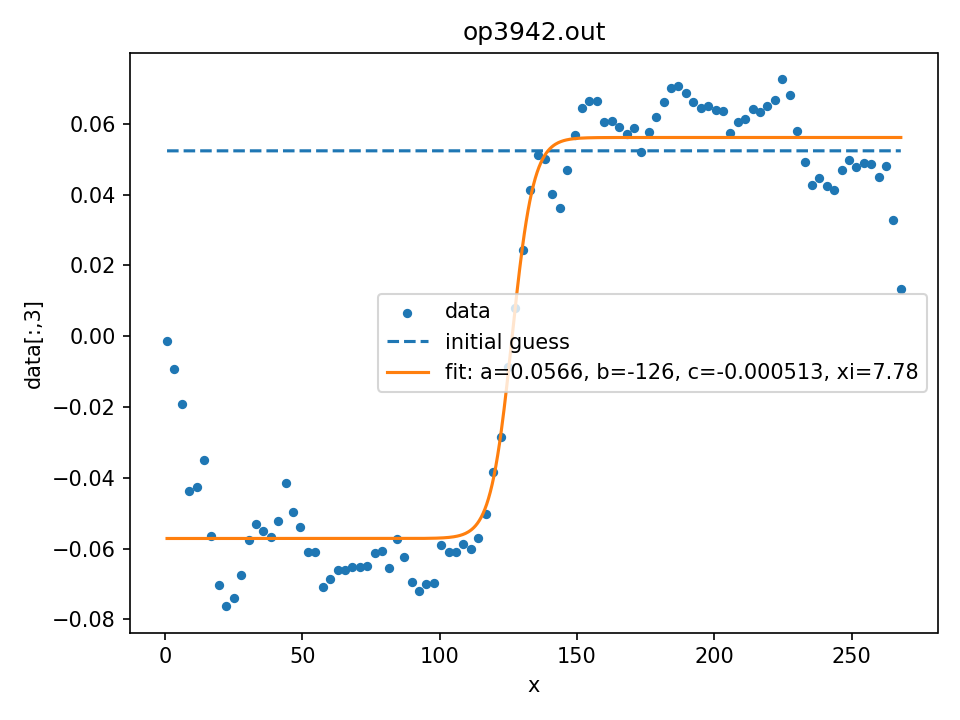 op3942.out
0.06
0.04
0.02
0.00
−0.02
−0.04
−0.06
−0.08
data[:,3]
data
initial guess
fit: a=0.0566, b=-126, c=-0.000513, xi=7.78
0 50 100 150 200 250
x